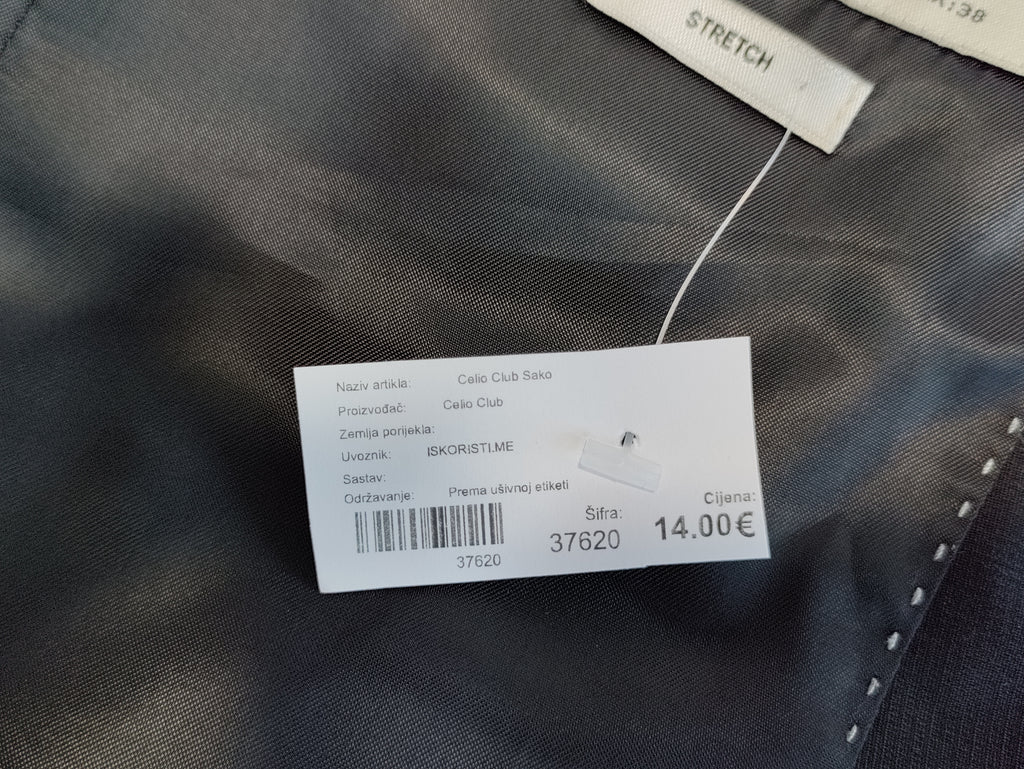 STRETCH
:38
Naziv artikla: Celio Club Sako
Proizvođač: Celio Club
Zemlja porijekla:
Uvoznik: ISKORISTI.ME
Sastav:
Održavanje: Prema ušivnoj etiketi
37620
Šifra:
37620
Cijena:
14.00€